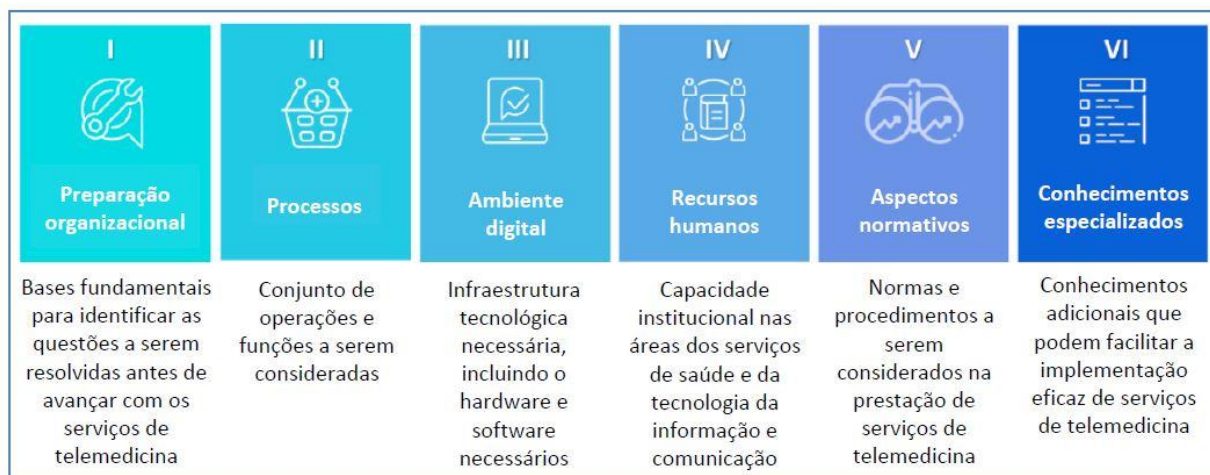 I
Preparação
organizacional
Bases fundamentais
para identificar as
questões a serem
resolvidas antes de
avançar com os
serviços de
telemedicina
II
Processos
Conjunto de
operações e
funções a serem
consideradas
III
Ambiente
digital
Infraestrutura
tecnológica
necessária,
incluindo o
hardware e
software
necessários
IV
Recursos
humanos
Capacidade
institucional nas
áreas dos serviços
de saúde e da
tecnologia da
informação e
comunicação
V
Aspectos
normativos
Normas e
procedimentos a
serem
considerados na
prestação de
serviços de
telemedicina
VI
Conhecimentos
especializados
Conhecimentos
adicionais que
podem facilitar a
implementação
eficaz de serviços
de telemedicina